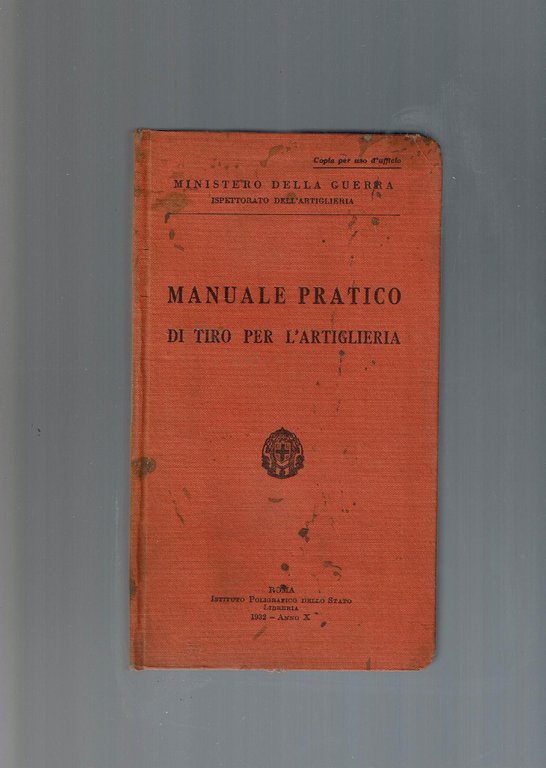 Copia per uso d'ufficio
MINISTERO DELLA GUERRA
ISPETTORATO DELL'ARTIGLIERIA
MANUALE PRATICO
DI TIRO PER L'ARTIGLIERIA
ROMA
ISTITUTO POLIGRAFICO DELLO STATO
LIBRERIA
1932 - ANNO X